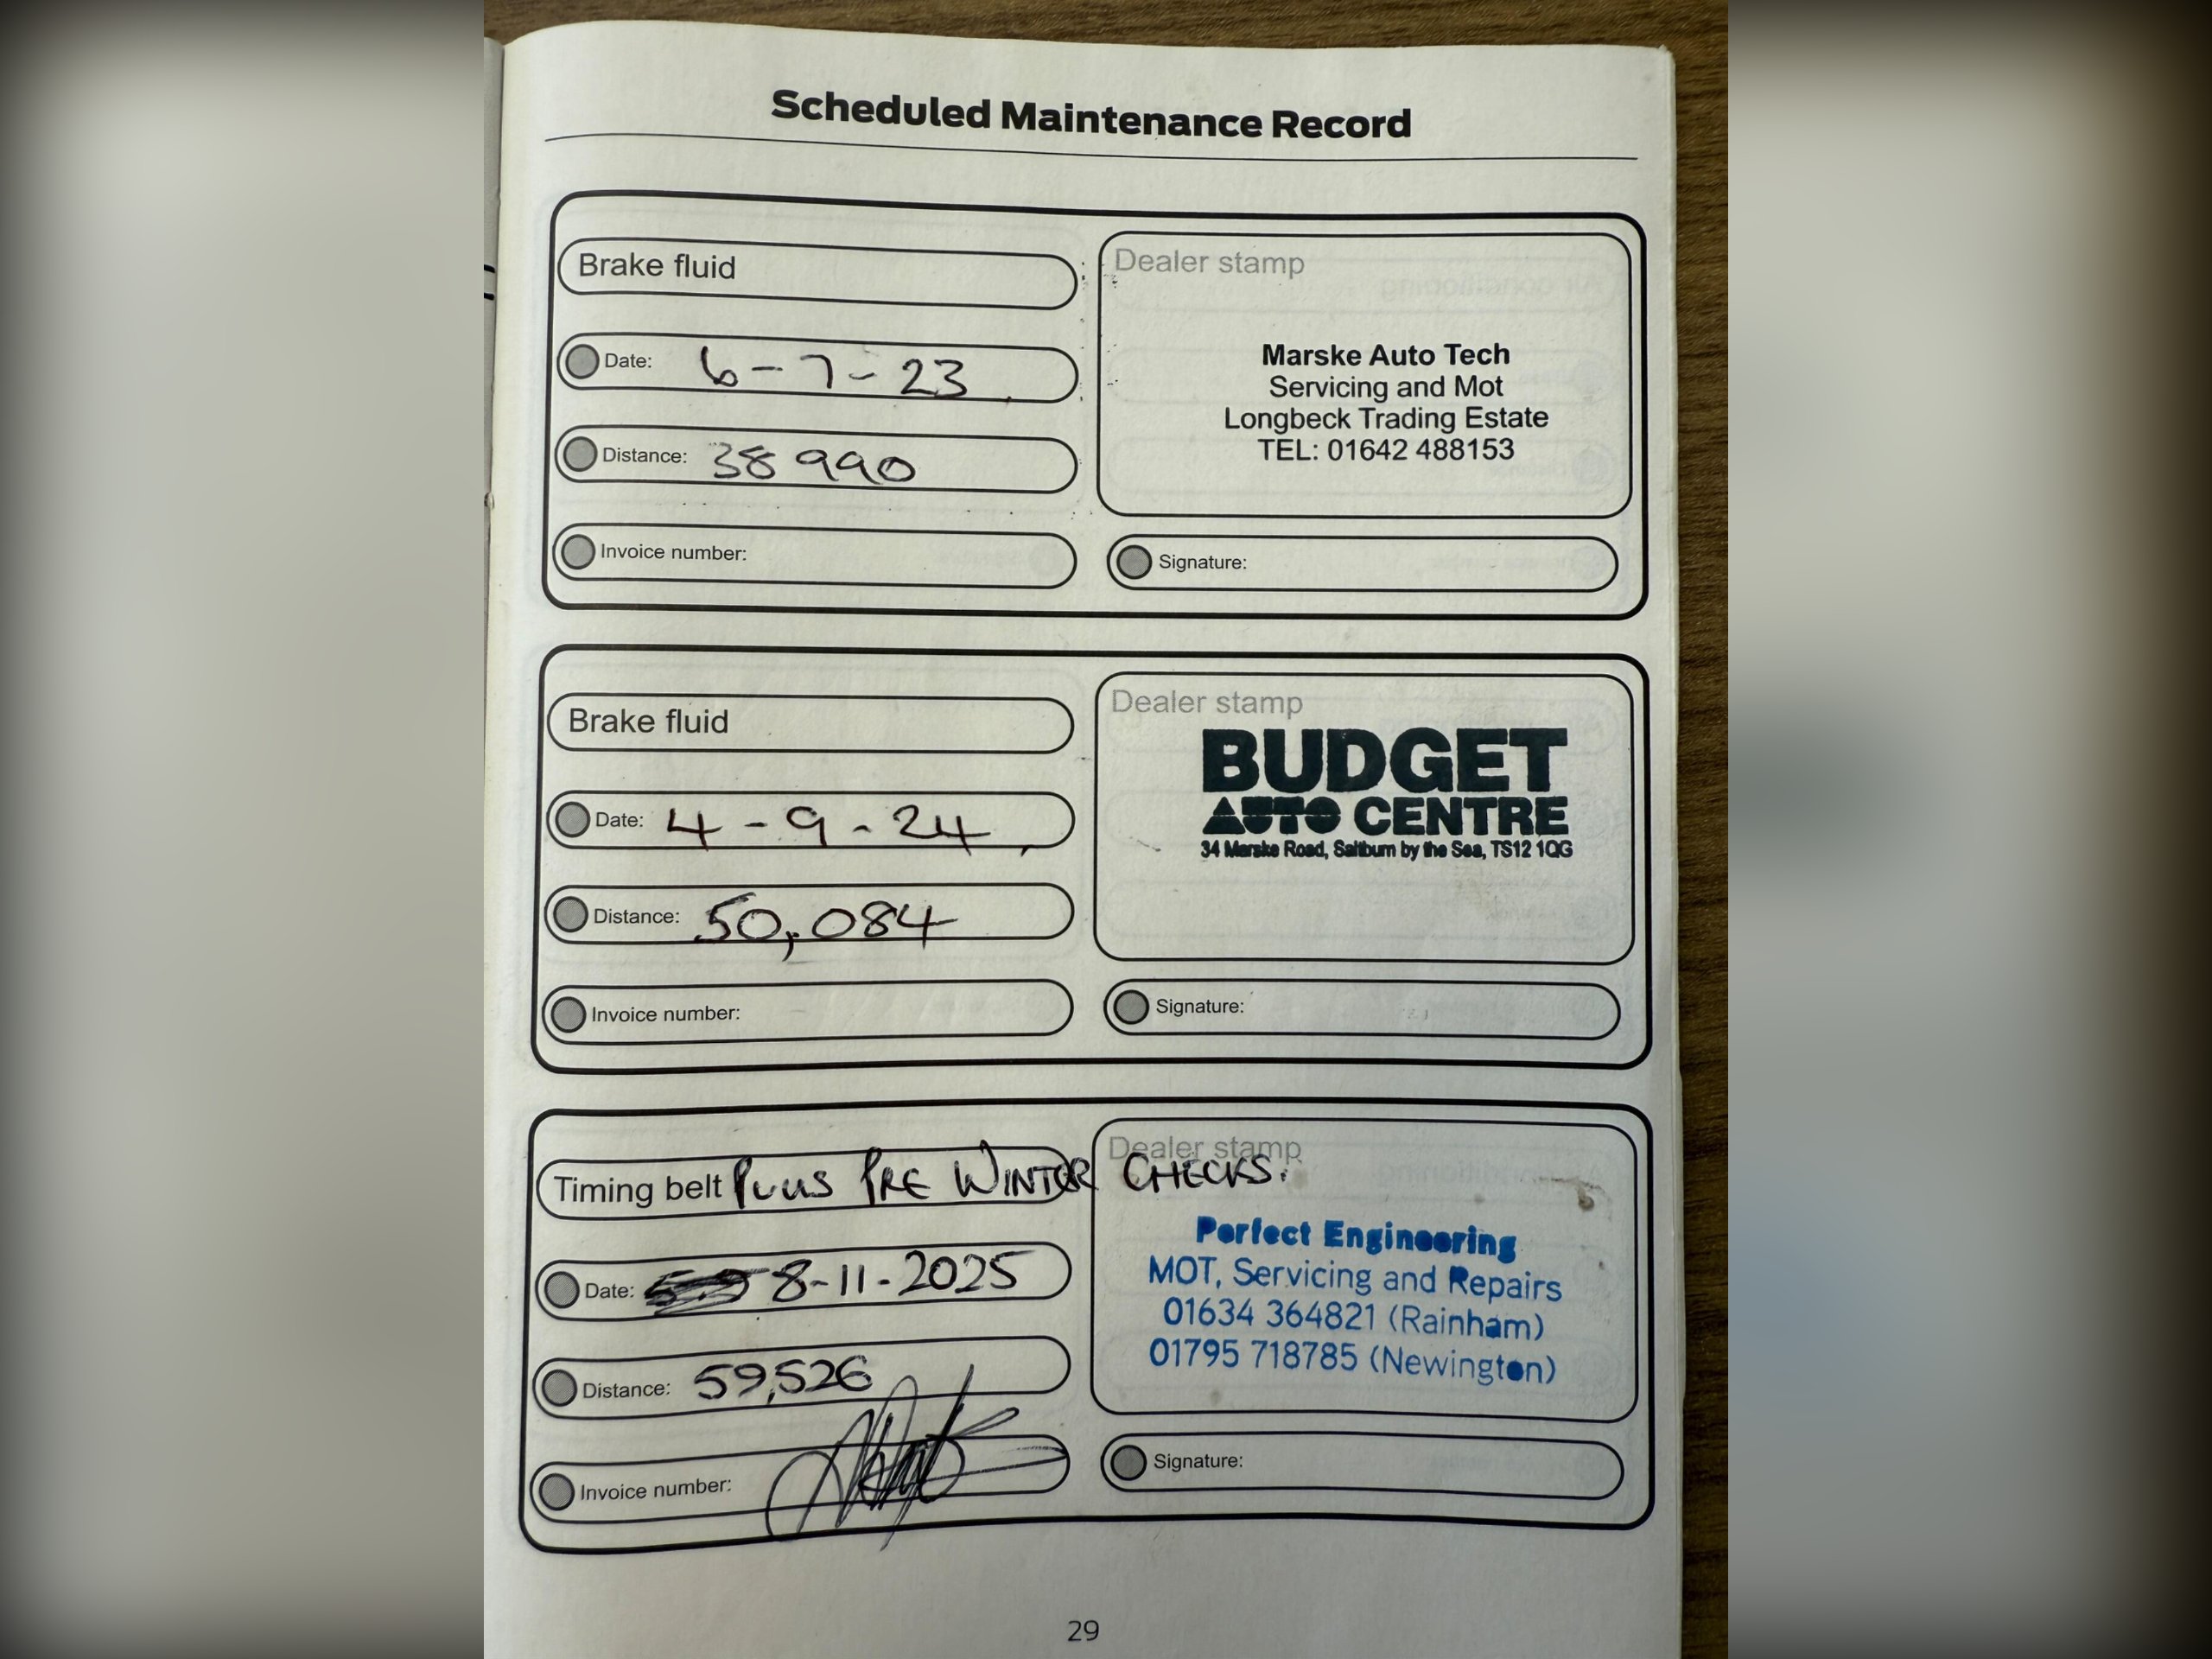 Scheduled Maintenance Record
Brake fluid
Date: 6-7-23
Distance: 38 990
Invoice number:
Dealer stamp
Marske Auto Tech
Servicing and Mot
Longbeck Trading Estate
TEL: 01642 488153
Signature:
Brake fluid
Date: 4-9-24
Distance: 50,084
Invoice number:
Dealer stamp
BUDGET
AUTO CENTRE
34 Marske Road, Saltburn by the Sea, TS12 1QG
Signature:
Timing belt PLUS PRE WINTER CHECKS.
Date: 8-11-2025
Distance: 59,526
Invoice number:
Dealer stamp
Perfect Engineering
MOT, Servicing and Repairs
01634 364821 (Rainham)
01795 718785 (Newington)
Signature:
29